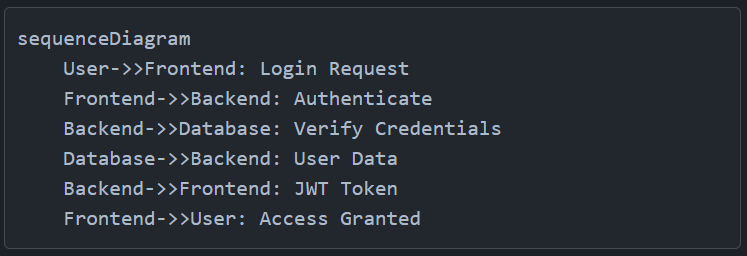 sequenceDiagram
    User->>Frontend: Login Request
    Frontend->>Backend: Authenticate
    Backend->>Database: Verify Credentials
    Database->>Backend: User Data
    Backend->>Frontend: JWT Token
    Frontend->>User: Access Granted